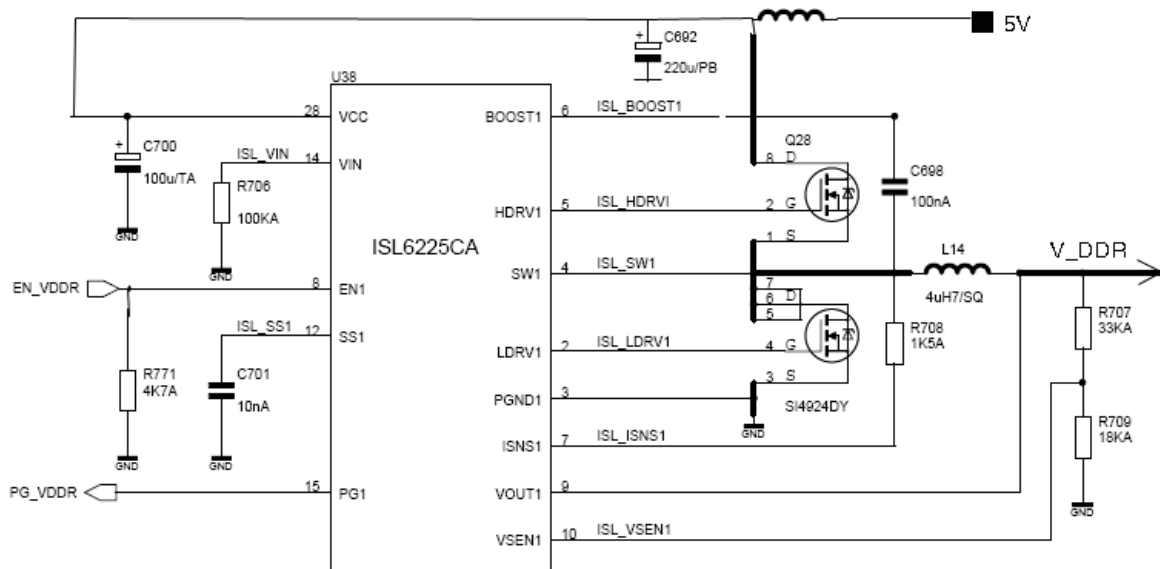 5V
+
C692
220u/PB
U38
28
VCC
BOOST1
6
ISL_BOOST1
+
C700
100u/TA
ISL_VIN
14
VIN
Q28
8
D
R706
100KA
C698
100nA
HDRV1
5
ISL_HDRVI
2
G
GND
GND
ISL6225CA
1
S
L14
V_DDR
SW1
4
ISL_SW1
4uH7/SQ
EN_VDDR
8
EN1
7
6
D
5
R707
33KA
ISL_SS1
12
SS1
R708
1K5A
LDRV1
2
ISL_LDRV1
4
G
R771
4K7A
C701
10nA
3
S
PGND1
3
SI4924DY
GND
R709
18KA
ISNS1
7
ISL_ISNS1
GND
GND
PG_VDDR
15
PG1
VOUT1
9
GND
VSEN1
10
ISL_VSEN1